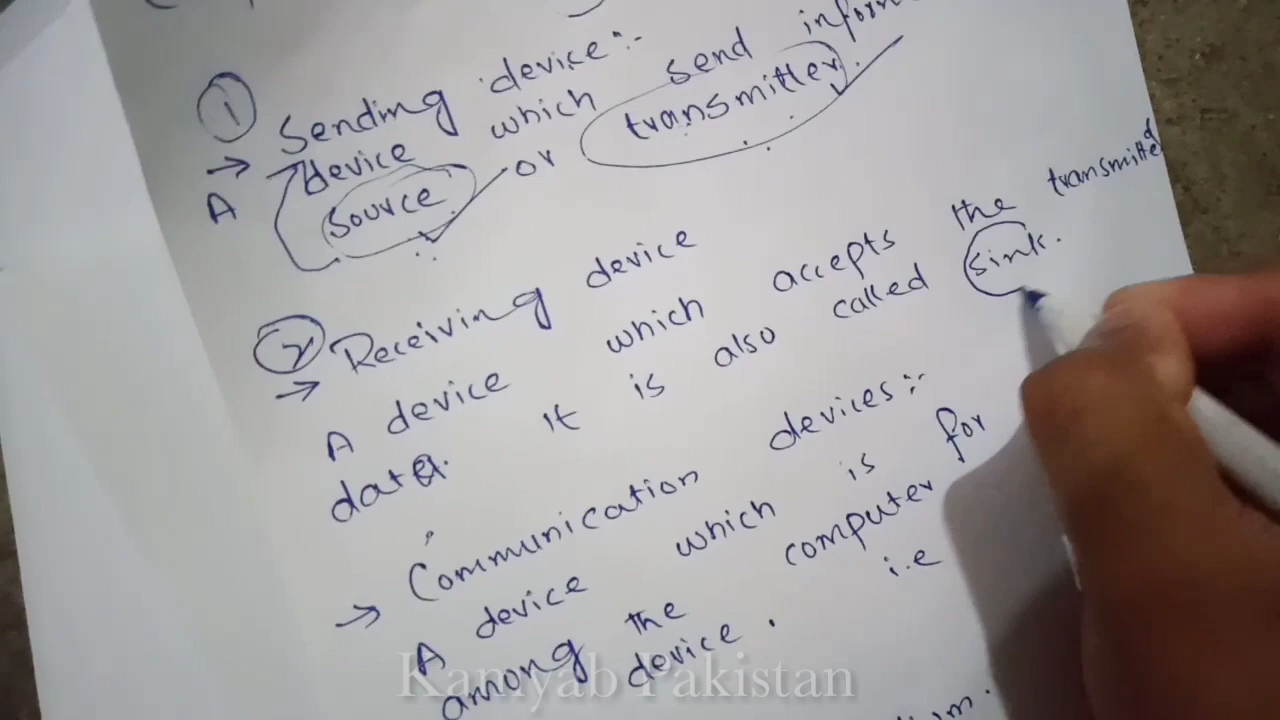 ① Sending device:-
→ A device which send inform
source or transmitter.
② Receiving device
→ A device which accepts the transmitted
data. It is also called sink.
→ Communication devices:-
A device which is for
among the computer i.e
device.
Kamyab Pakistan